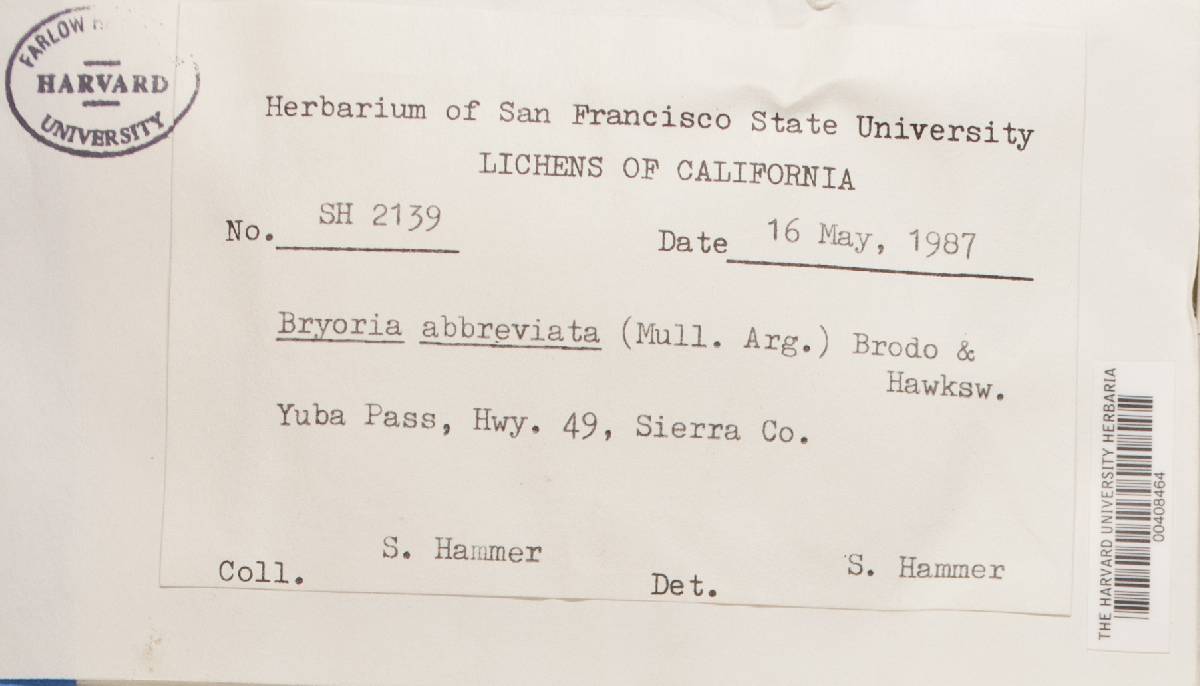 FARLOW
HARVARD
UNIVERSITY
Herbarium of San Francisco State University
LICHENS OF CALIFORNIA
No. SH 2139 Date 16 May, 1987
Bryoria abbreviata (Mull. Arg.) Brodo &
Hawksw.
Yuba Pass, Hwy. 49, Sierra Co.
Coll. S. Hammer Det. S. Hammer
THE HARVARD UNIVERSITY HERBARIA
00408464